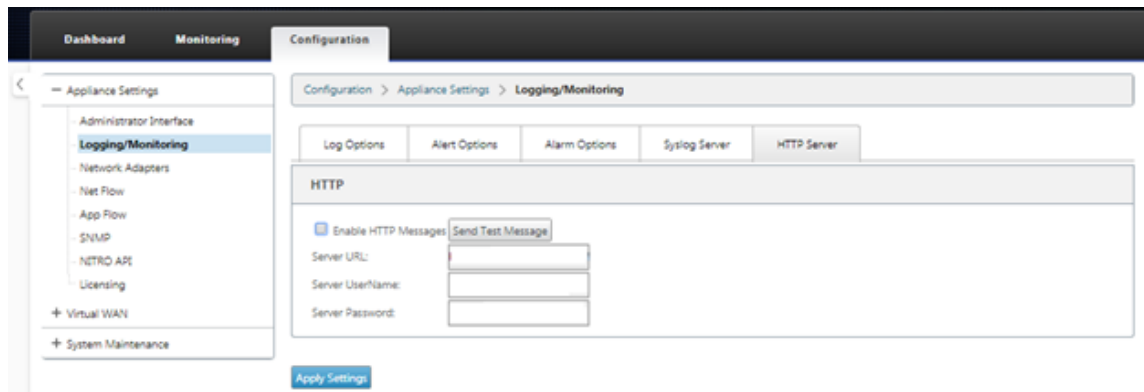 Dashboard Monitoring Configuration
Appliance Settings
Administrator Interface
Logging/Monitoring
Network Adapters
Net Flow
App Flow
SNMP
NITRO API
Licensing
Virtual WAN
System Maintenance
Configuration > Appliance Settings > Logging/Monitoring
Log Options Alert Options Alarm Options Syslog Server HTTP Server
HTTP
Enable HTTP Messages Send Test Message
Server URL:
Server UserName:
Server Password:
Apply Settings